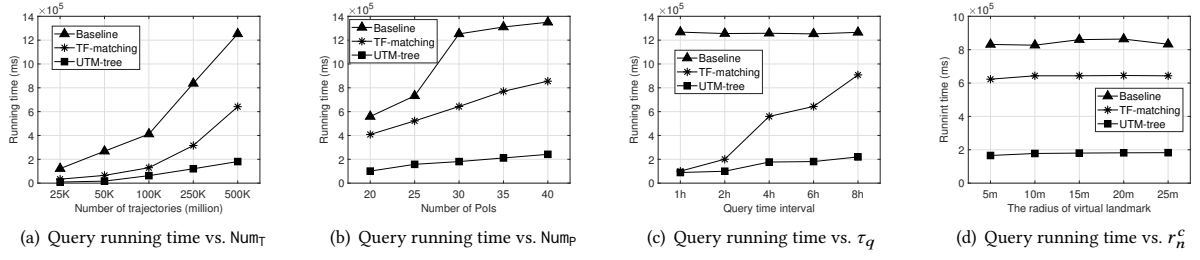 ×10⁵
14
12
10
8
6
4
2
0
Running time (ms)
Baseline
TF-matching
UTM-tree
25K 50K 100K 250K 500K
Number of trajectories (million)
(a) Query running time vs. Num_T
×10⁵
14
12
10
8
6
4
2
0
Running time (ms)
Baseline
TF-matching
UTM-tree
20 25 30 35 40
Number of PoIs
(b) Query running time vs. Num_P
×10⁵
14
12
10
8
6
4
2
0
Running time (ms)
Baseline
TF-matching
UTM-tree
1h 2h 4h 6h 8h
Query time interval
(c) Query running time vs. τ_q
×10⁵
10
8
6
4
2
0
Runnint time (ms)
Baseline
TF-matching
UTM-tree
5m 10m 15m 20m 25m
The radius of virtual landmark
(d) Query running time vs. r_n^c